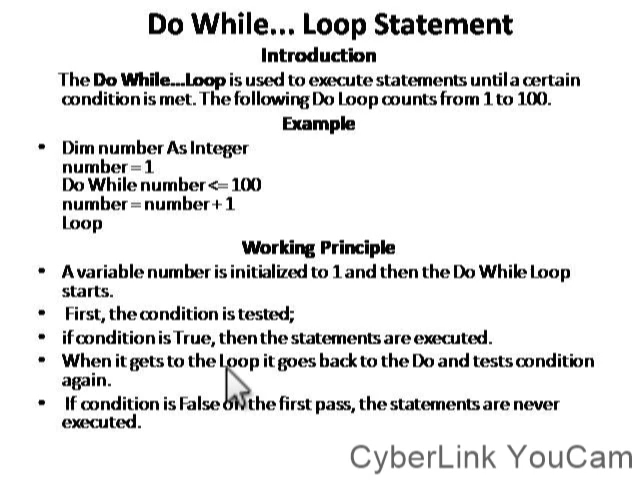 Do While... Loop Statement
Introduction
The Do While...Loop is used to execute statements until a certain
condition is met. The following Do Loop counts from 1 to 100.
Example
• Dim number As Integer
number = 1
Do While number <= 100
number = number + 1
Loop
Working Principle
• A variable number is initialized to 1 and then the Do While Loop
starts.
• First, the condition is tested;
• if condition is True, then the statements are executed.
• When it gets to the Loop it goes back to the Do and tests condition
again.
• If condition is False on the first pass, the statements are never
executed.
CyberLink YouCam